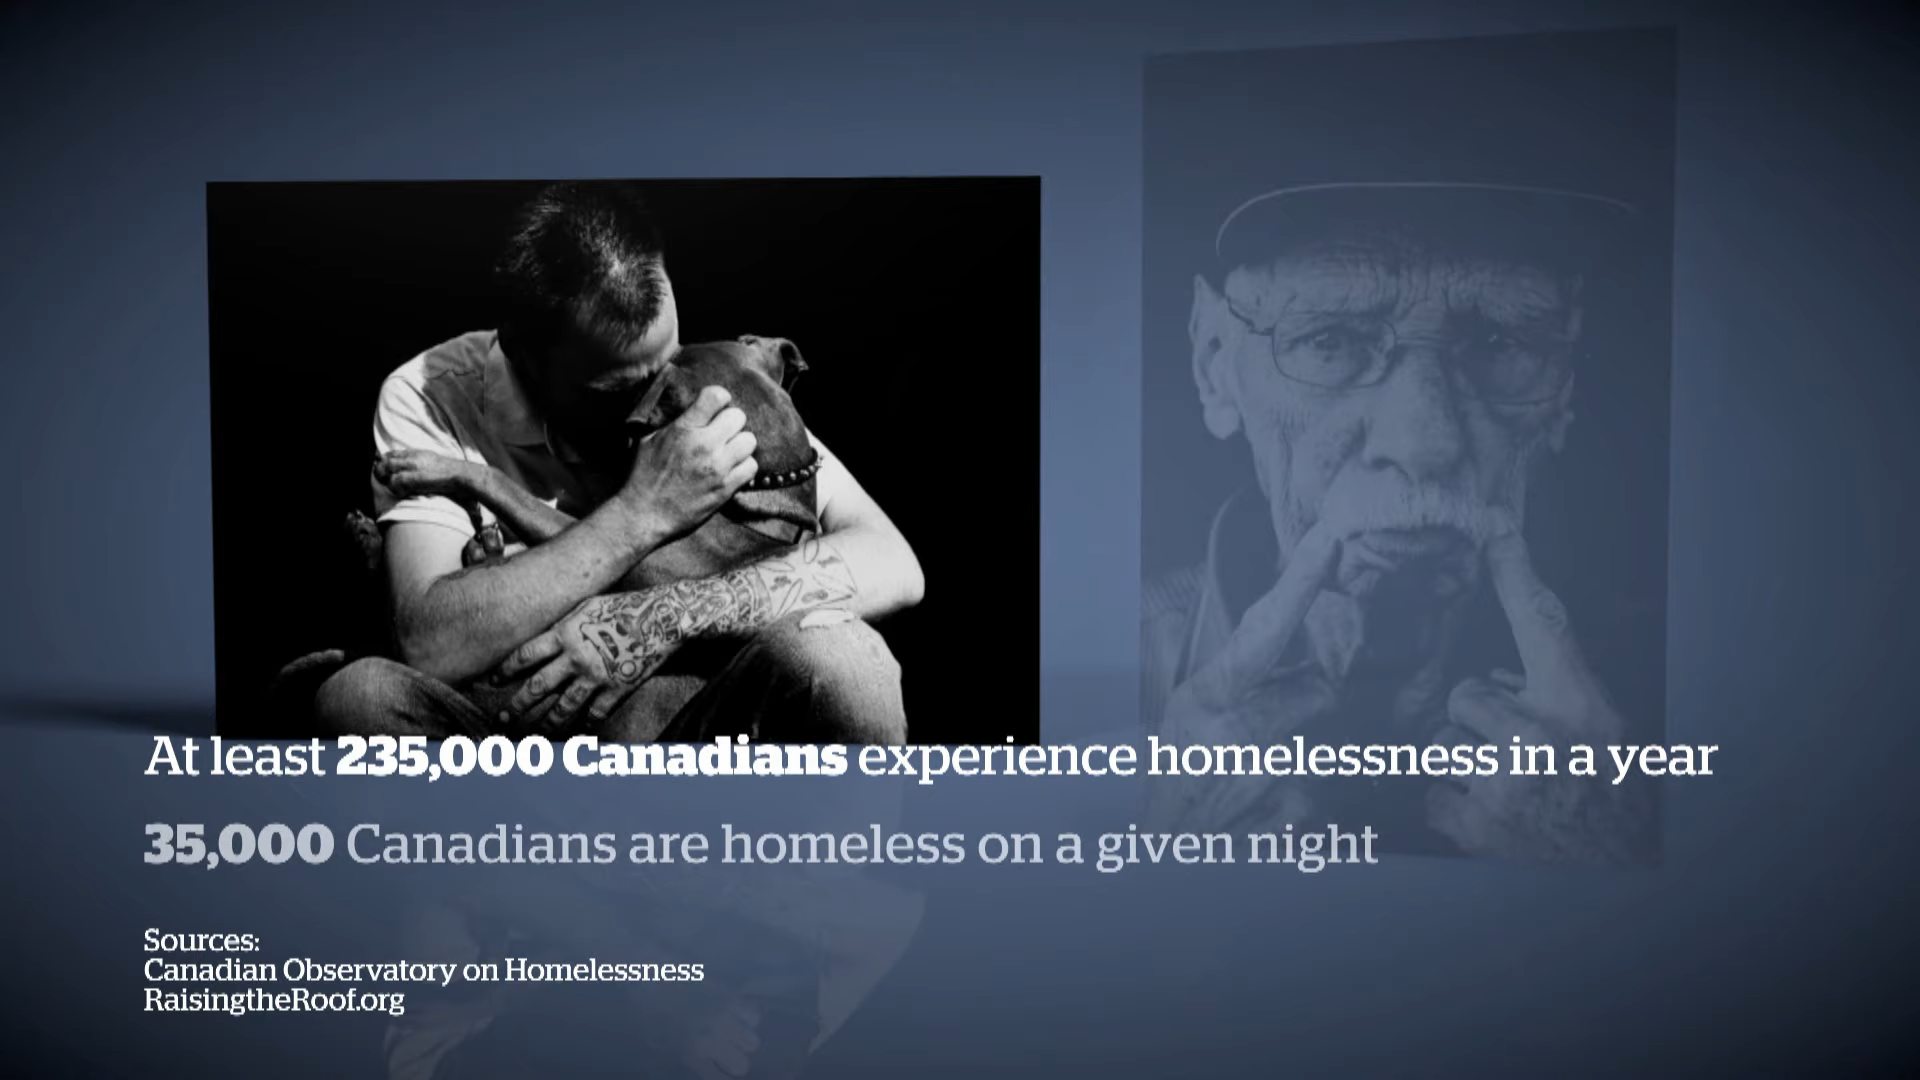 At least 235,000 Canadians experience homelessness in a year
35,000 Canadians are homeless on a given night
Sources:
Canadian Observatory on Homelessness
RaisingtheRoof.org